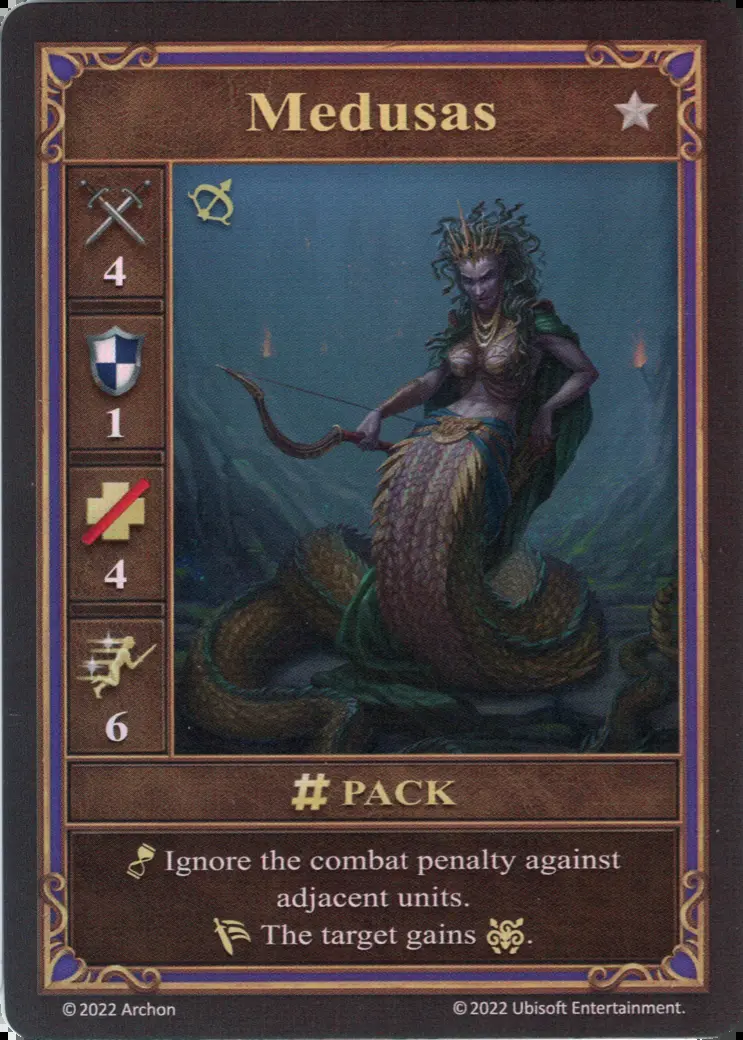 Medusas
4
1
4
6
# PACK
Ignore the combat penalty against
adjacent units.
The target gains .
© 2022 Archon
© 2022 Ubisoft Entertainment.